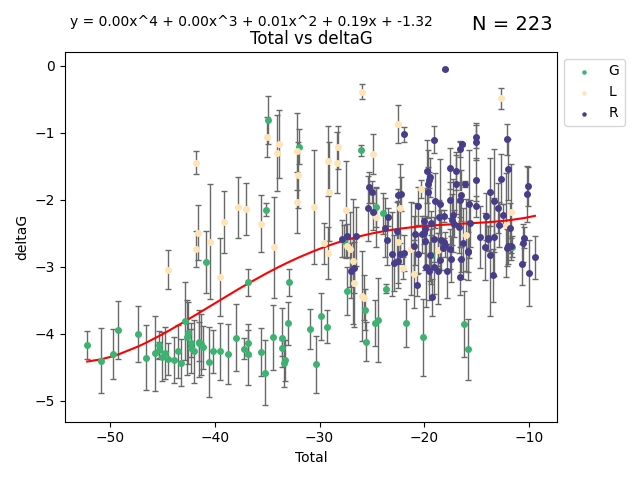 y = 0.00x^4 + 0.00x^3 + 0.01x^2 + 0.19x + -1.32
N = 223
Total vs deltaG
G
L
R
deltaG
0
−1
−2
−3
−4
−5
−50
−40
−30
−20
−10
Total